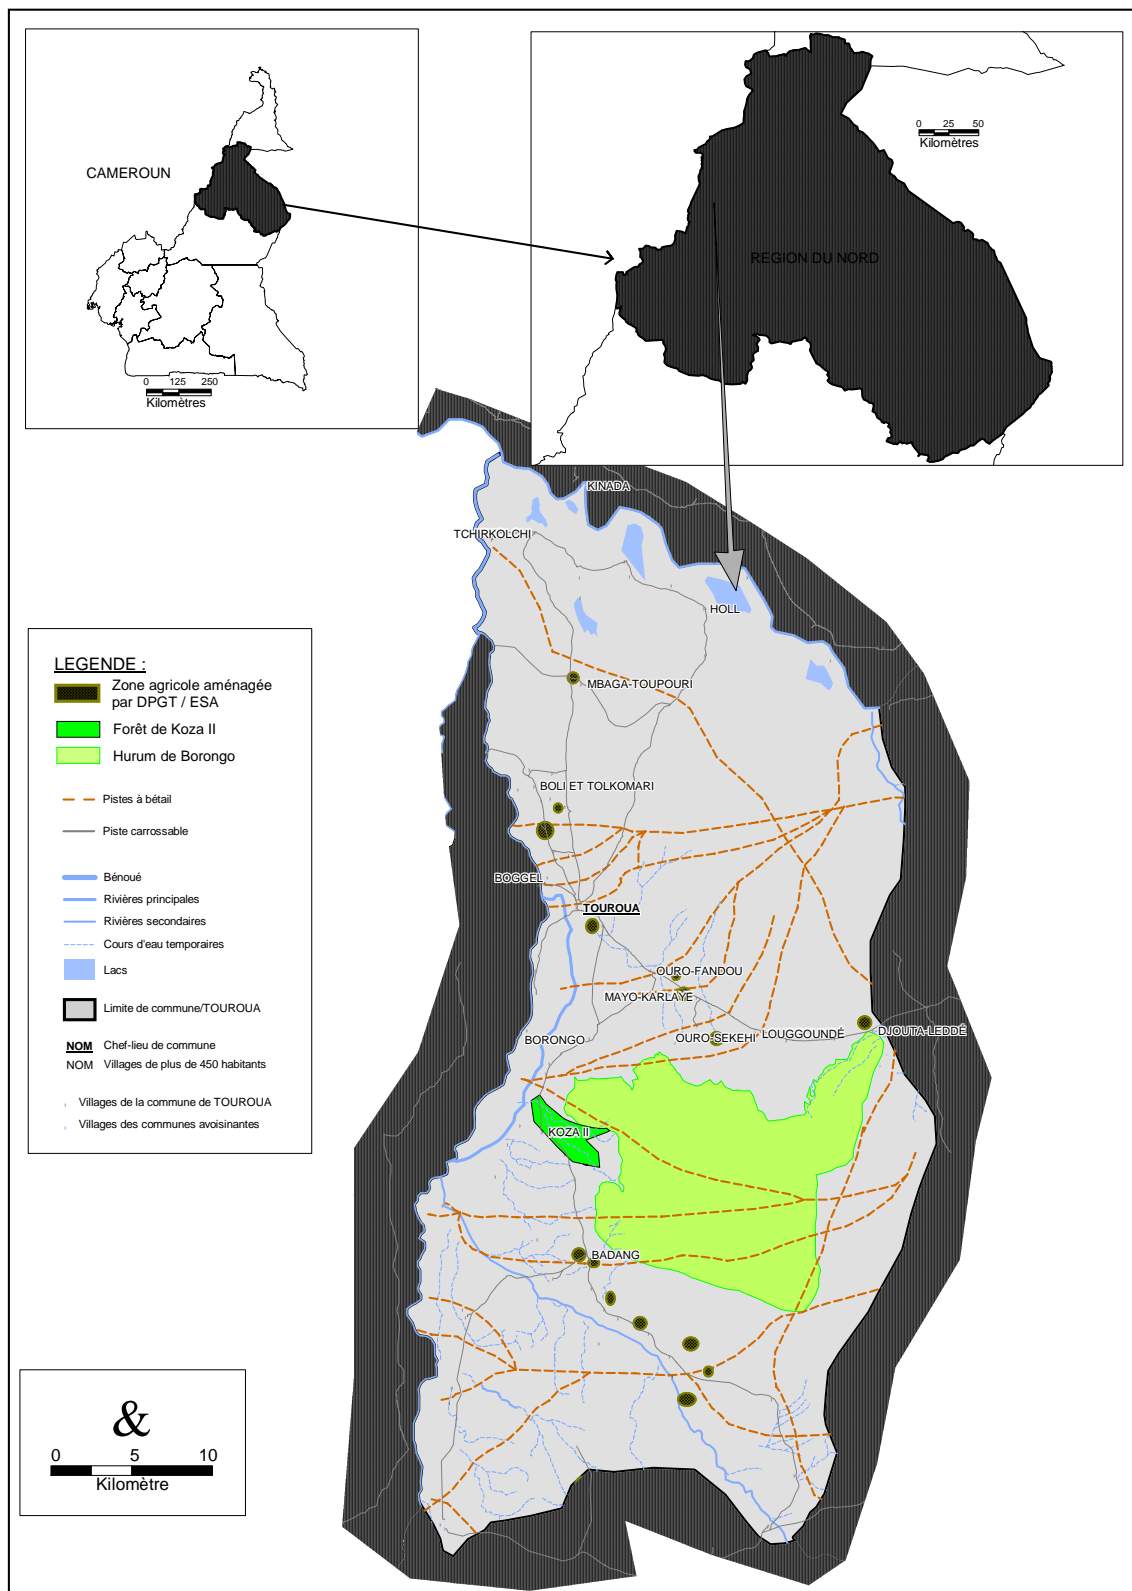 CAMEROUN
0 125 250
Kilomètres
0 25 50
Kilomètres
REGION DU NORD
KINADA
TCHIRKOLCHI
HOLL
MBAGA-TOUPOURI
BOLI ET TOLKOMARI
BOGGEL
TOUROUA
OURO-FANDOU
MAYO-KARLAYE
BORONGO
OURO-SEKEHI
LOUGGOUNDÉ
DJOUTA-LEDDÉ
KOZA II
BADANG
LEGENDE :
Zone agricole aménagée
par DPGT / ESA
Forêt de Koza II
Hurum de Borongo
Pistes à bétail
Piste carrossable
Bénoué
Rivières principales
Rivières secondaires
Cours d'eau temporaires
Lacs
Limite de commune/TOUROUA
NOM Chef-lieu de commune
NOM Villages de plus de 450 habitants
Villages de la commune de TOUROUA
Villages des communes avoisinantes
&
0 5 10
Kilomètre